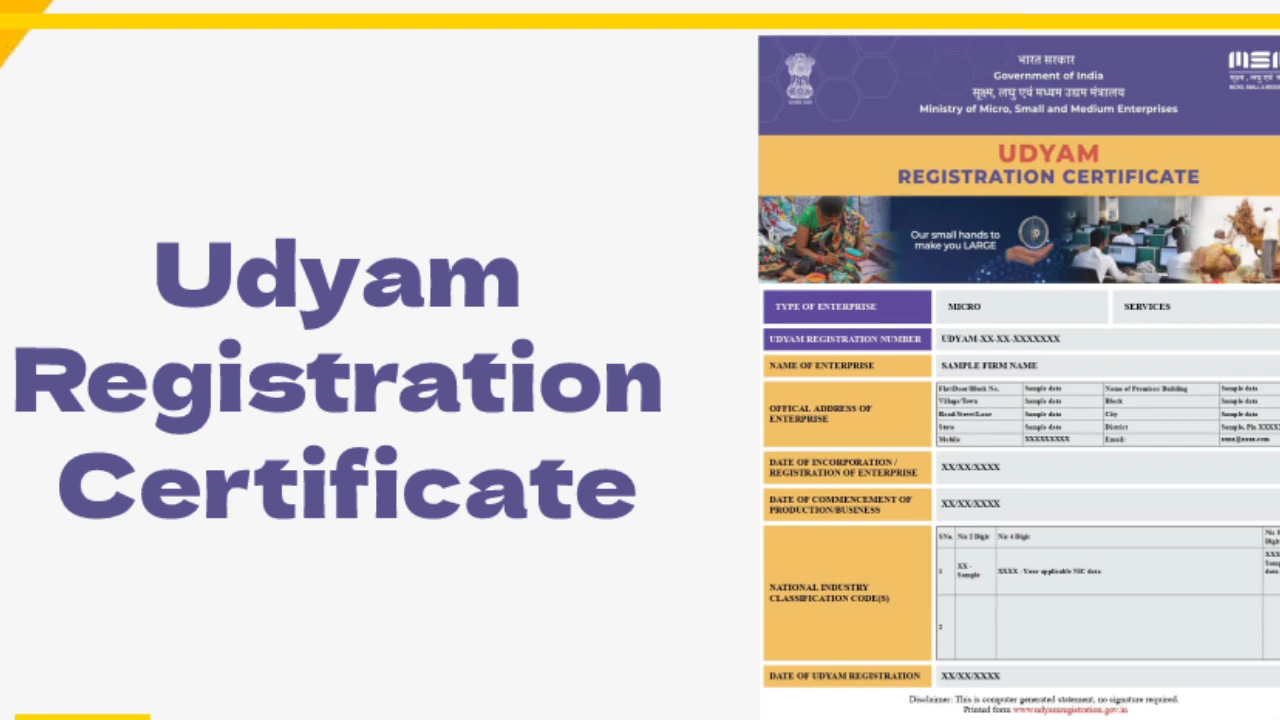 Udyam
Registration
Certificate
भारत सरकार
Government of India
सूक्ष्म, लघु एवं मध्यम उद्यम मंत्रालय
Ministry of Micro, Small and Medium Enterprises
UDYAM
REGISTRATION CERTIFICATE
Our small hands to
make you LARGE
TYPE OF ENTERPRISE MICRO SERVICES
UDYAM REGISTRATION NUMBER UDYAM-XX-XX-XXXXXXX
NAME OF ENTERPRISE SAMPLE FIRM NAME
OFFICAL ADDRESS OF
ENTERPRISE
Flat/Door/Block No. Sample data Name of Premises/ Building Sample data
Village/Town Sample data Block Sample data
Road/Street/Lane Sample data City Sample data
State Sample data District Sample, Pin
Mobile XXXXXXXXX Email:
DATE OF INCORPORATION /
REGISTRATION OF ENTERPRISE
XX/XX/XXXX
DATE OF COMMENCEMENT OF
PRODUCTION/BUSINESS
XX/XX/XXXX
NATIONAL INDUSTRY
CLASSIFICATION CODE(S)
SNo. Nic 2 Digit Nic 4 Digit
1 XX - Sample XXXX - Your applicable NIC data
2
DATE OF UDYAM REGISTRATION XX/XX/XXXX
Disclaimer: This is computer generated statement, no signature required.
Printed form www.udyamregistration.gov.in